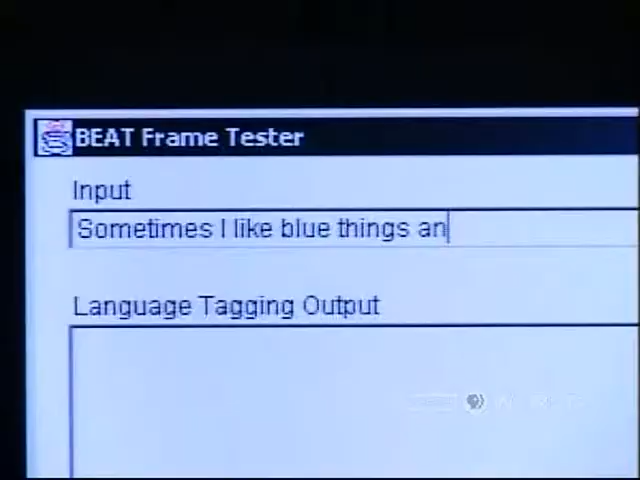 BEAT Frame Tester
Input
Sometimes I like blue things an
Language Tagging Output